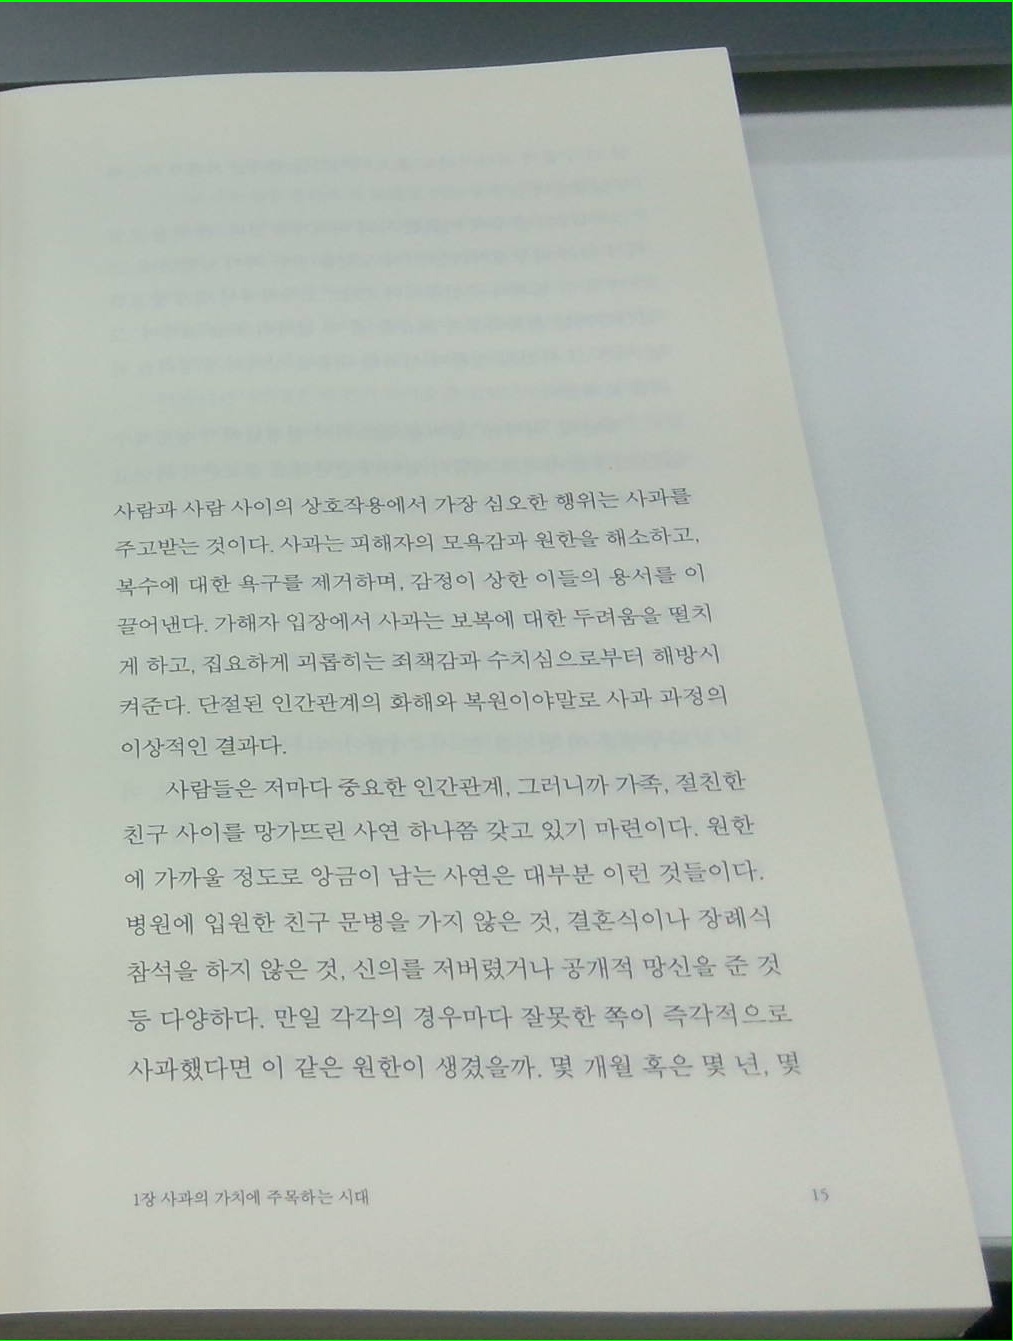 사람과 사람 사이의 상호작용에서 가장 심오한 행위는 사과를
주고받는 것이다. 사과는 피해자의 모욕감과 원한을 해소하고,
복수에 대한 욕구를 제거하며, 감정이 상한 이들의 용서를 이
끌어낸다. 가해자 입장에서 사과는 보복에 대한 두려움을 떨치
게 하고, 집요하게 괴롭히는 죄책감과 수치심으로부터 해방시
켜준다. 단절된 인간관계의 화해와 복원이야말로 사과 과정의
이상적인 결과다.
사람들은 저마다 중요한 인간관계, 그러니까 가족, 절친한
친구 사이를 망가뜨린 사연 하나쯤 갖고 있기 마련이다. 원한
에 가까울 정도로 앙금이 남는 사연은 대부분 이런 것들이다.
병원에 입원한 친구 문병을 가지 않은 것, 결혼식이나 장례식
참석을 하지 않은 것, 신의를 저버렸거나 공개적 망신을 준 것
등 다양하다. 만일 각각의 경우마다 잘못한 쪽이 즉각적으로
사과했다면 이 같은 원한이 생겼을까. 몇 개월 혹은 몇 년, 몇
1장 사과의 가치에 주목하는 시대
15